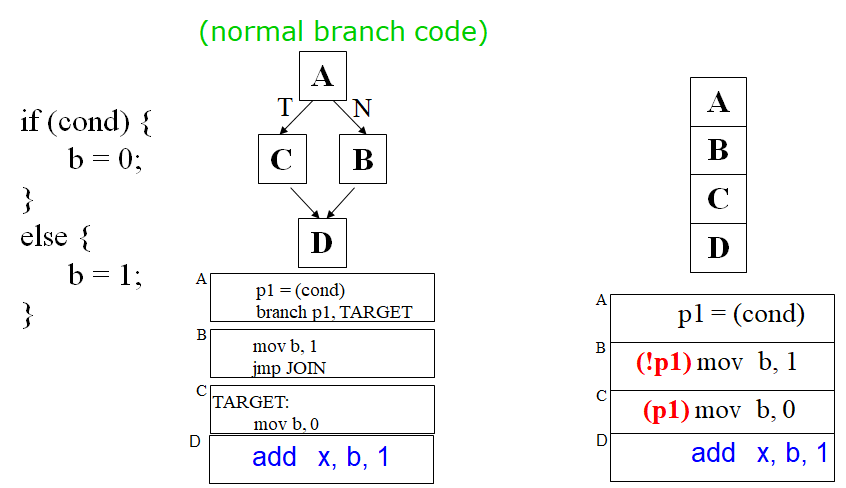 (normal branch code)
if (cond) {
b = 0;
}
else {
b = 1;
}
A
T
N
C
B
D
A
p1 = (cond)
branch p1, TARGET
B
mov b, 1
jmp JOIN
C
TARGET:
mov b, 0
D
add x, b, 1
A
B
C
D
A
p1 = (cond)
B
(!p1) mov b, 1
C
(p1) mov b, 0
D
add x, b, 1